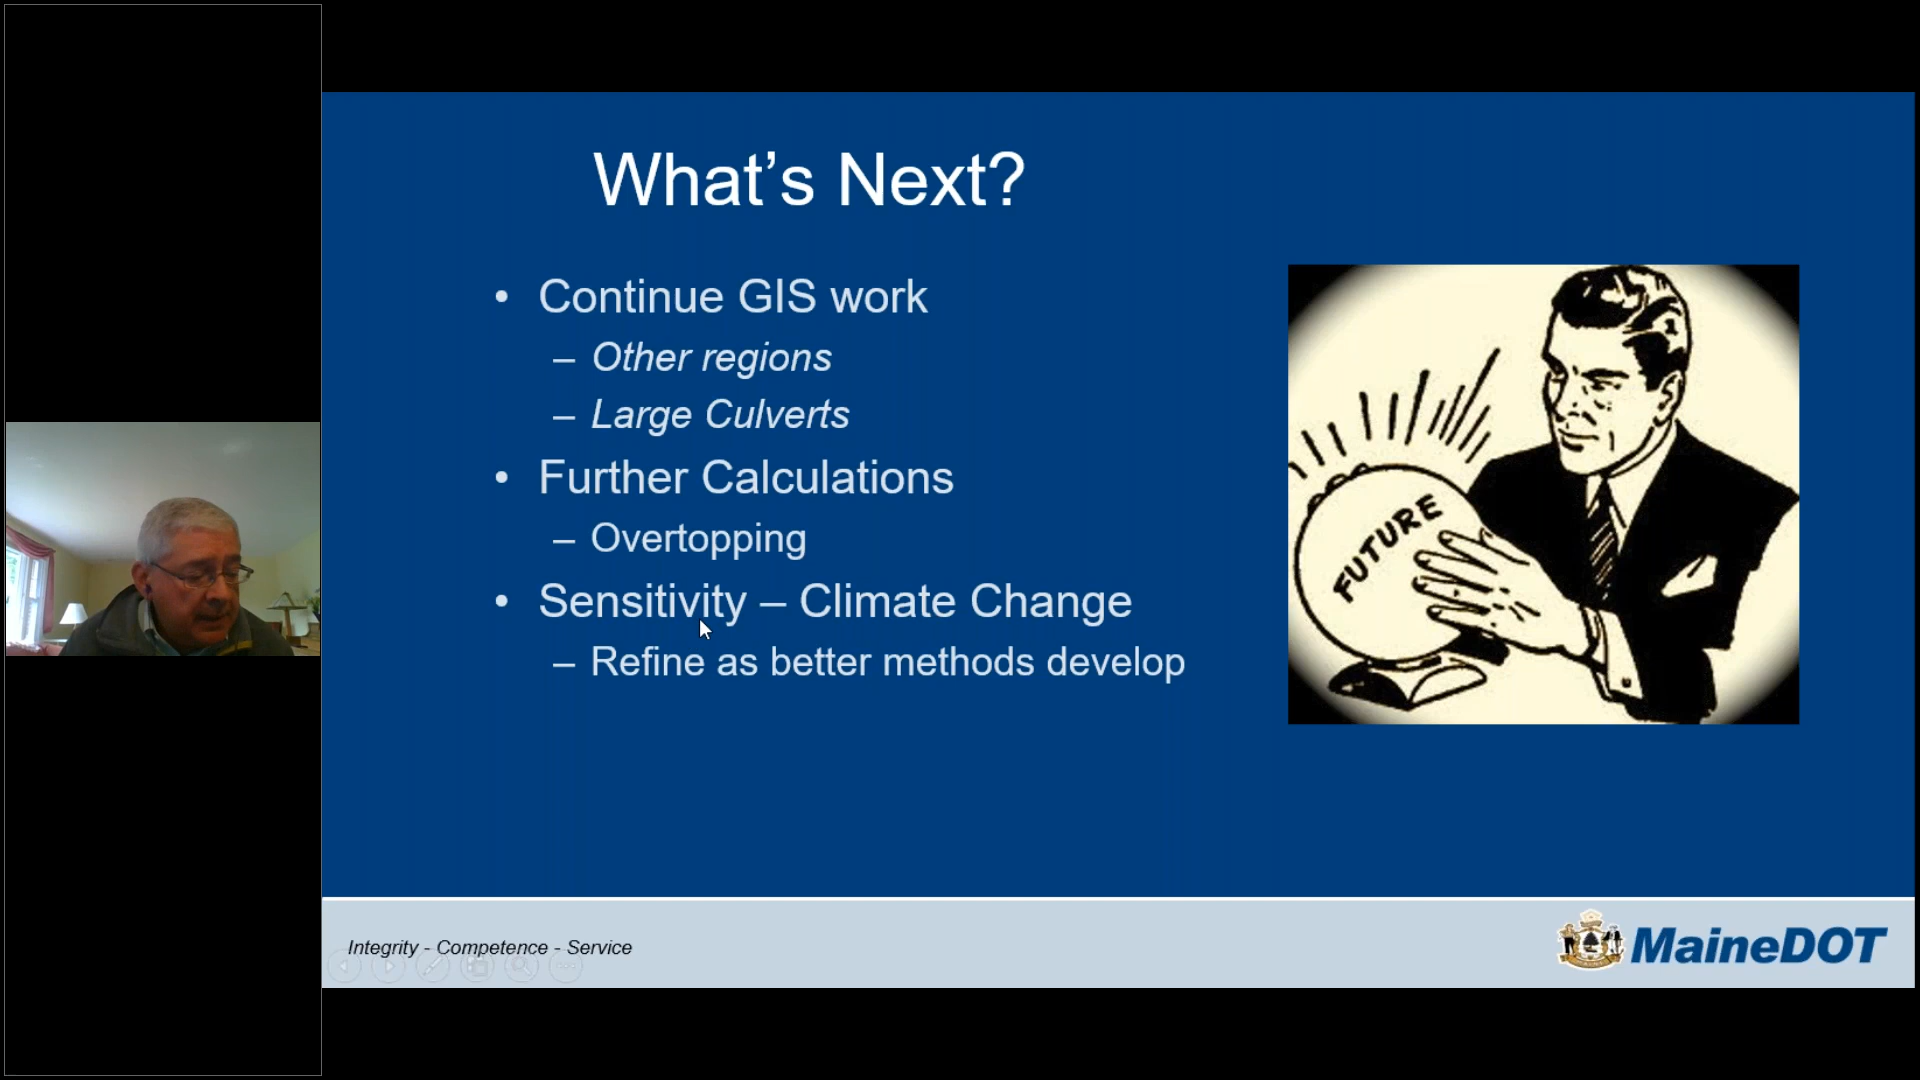 What's Next?
• Continue GIS work
– Other regions
– Large Culverts
• Further Calculations
– Overtopping
• Sensitivity – Climate Change
– Refine as better methods develop
FUTURE
Integrity - Competence - Service
MaineDOT